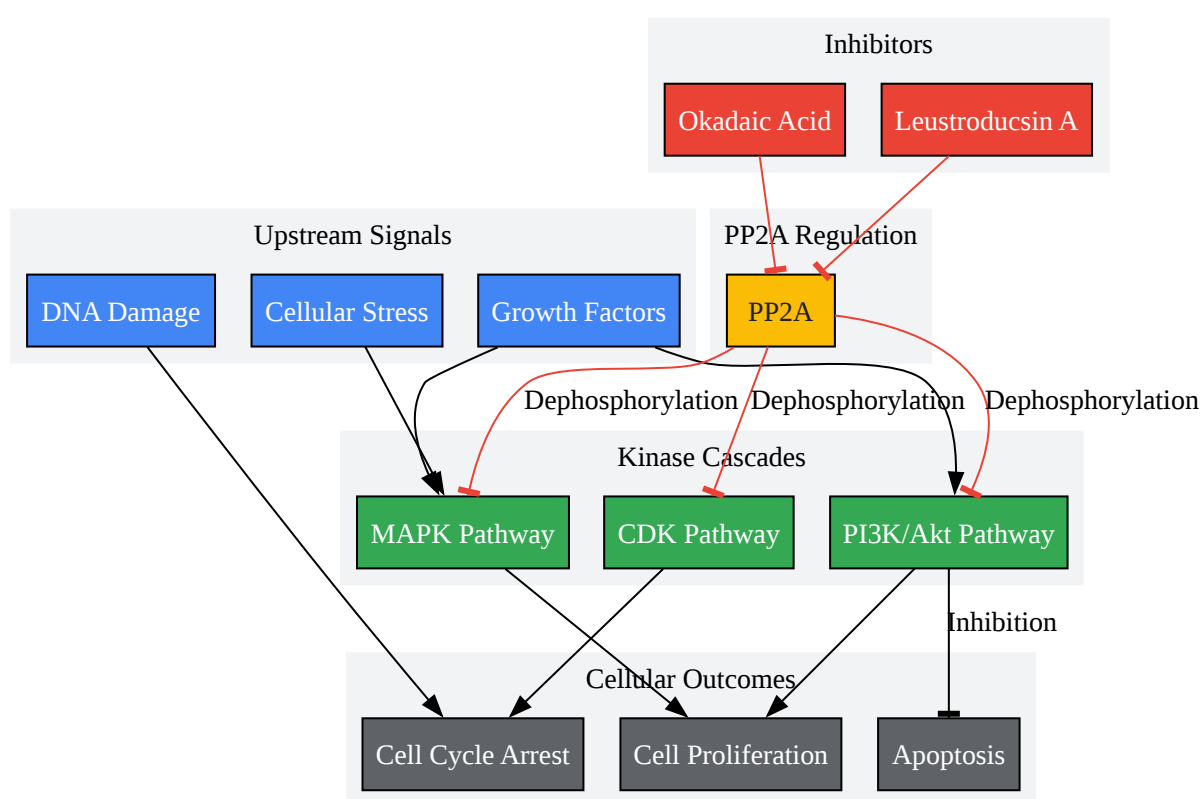 Inhibitors
Okadaic Acid
Leustroducsin A
Upstream Signals
PP2A Regulation
DNA Damage
Cellular Stress
Growth Factors
PP2A
Dephosphorylation
Dephosphorylation
Dephosphorylation
Kinase Cascades
MAPK Pathway
CDK Pathway
PI3K/Akt Pathway
Inhibition
Cellular Outcomes
Cell Cycle Arrest
Cell Proliferation
Apoptosis